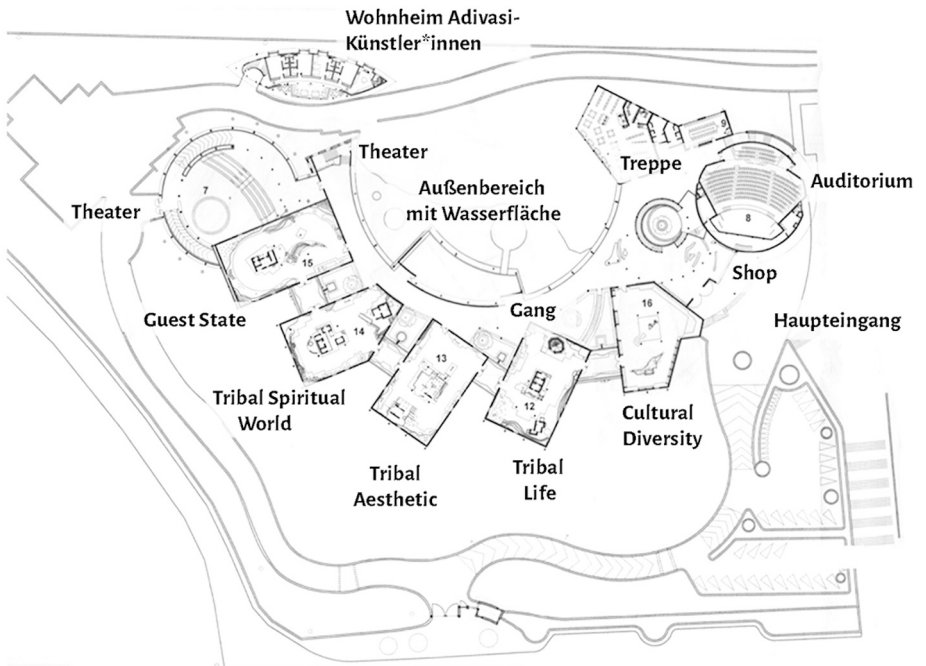 Wohnheim Adivasi-
Künstler*innen
9
Theater
Treppe
Auditorium
Außenbereich
mit Wasserfläche
7
8
Theater
15
Shop
16
Guest State
Gang
Haupteingang
14
13
12
Tribal Spiritual
World
Cultural
Diversity
Tribal
Aesthetic
Tribal
Life